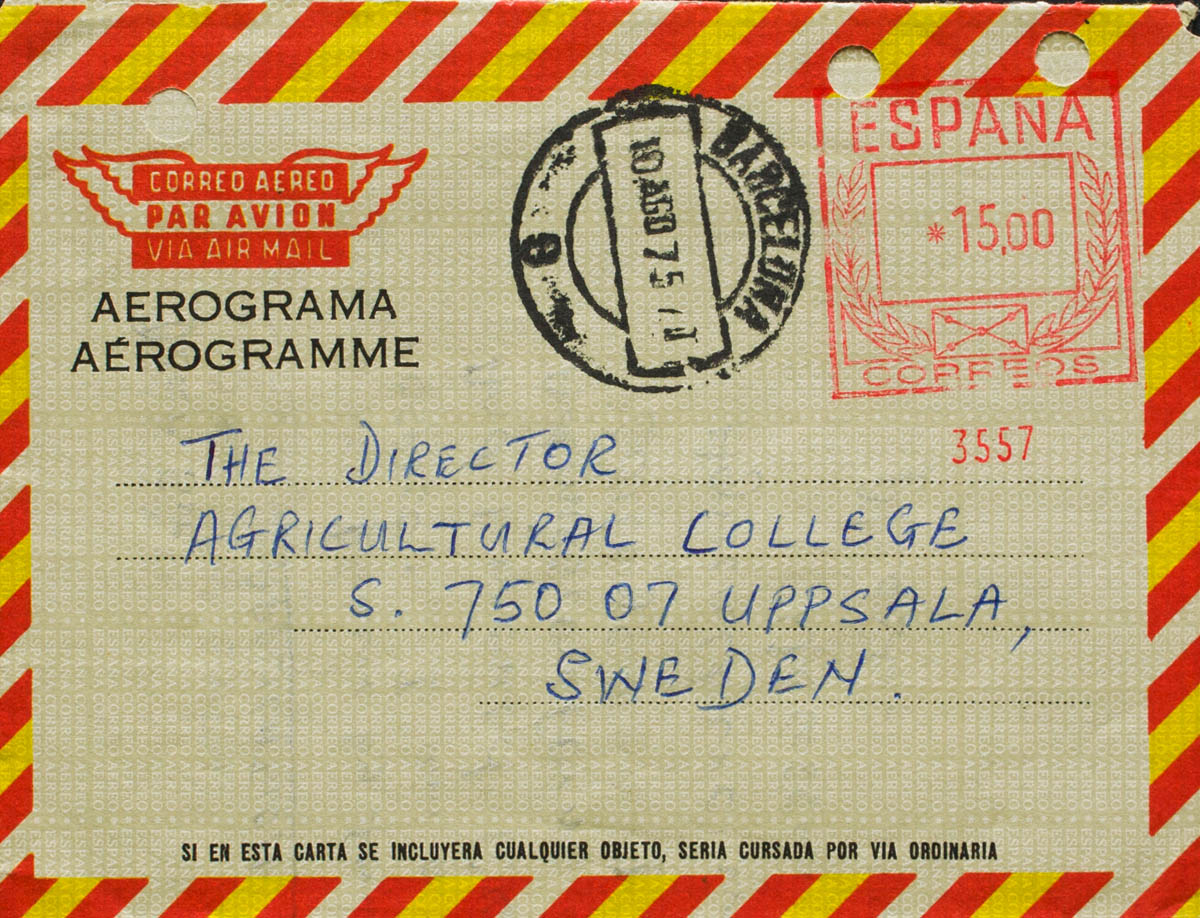 ESPAÑA
*15,00
CORREOS
3557
BARCELONA
10.AGO 75
8
CORREO AEREO
PAR AVION
VIA AIR MAIL
AEROGRAMA
AÉROGRAMME
THE DIRECTOR
AGRICULTURAL COLLEGE
S. 750 07 UPPSALA,
SWEDEN.
SI EN ESTA CARTA SE INCLUYERA CUALQUIER OBJETO, SERIA CURSADA POR VIA ORDINARIA